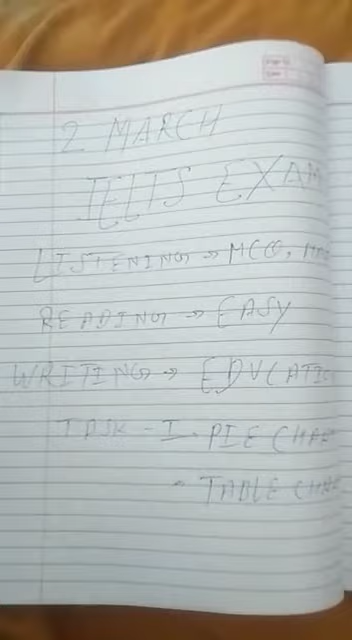 2 MARCH
IELTS EXAM
LISTENING → MCQ,
READING → EASY
WRITING → EDUCATIO
TASK - I . PIE CHAR
- TABLE CHAR